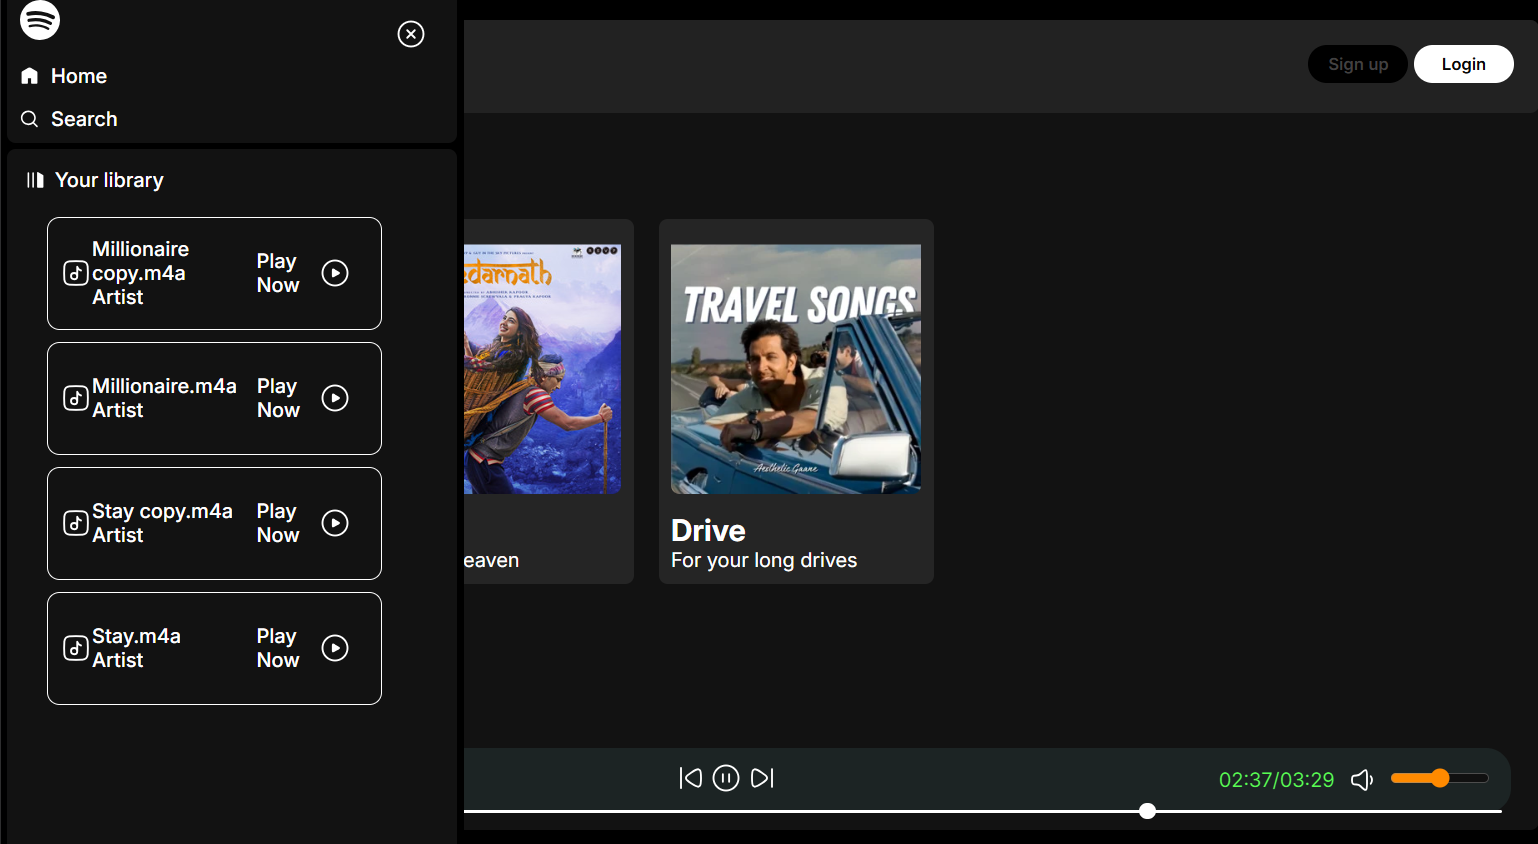 Home
Search
Your library
Millionaire
copy.m4a
Artist
Play
Now
Millionaire.m4a
Artist
Play
Now
Stay copy.m4a
Artist
Play
Now
Stay.m4a
Artist
Play
Now
Sign up
Login
edarnath
TRAVEL SONGS
Aesthetic Gaane
eaven
Drive
For your long drives
02:37/03:29